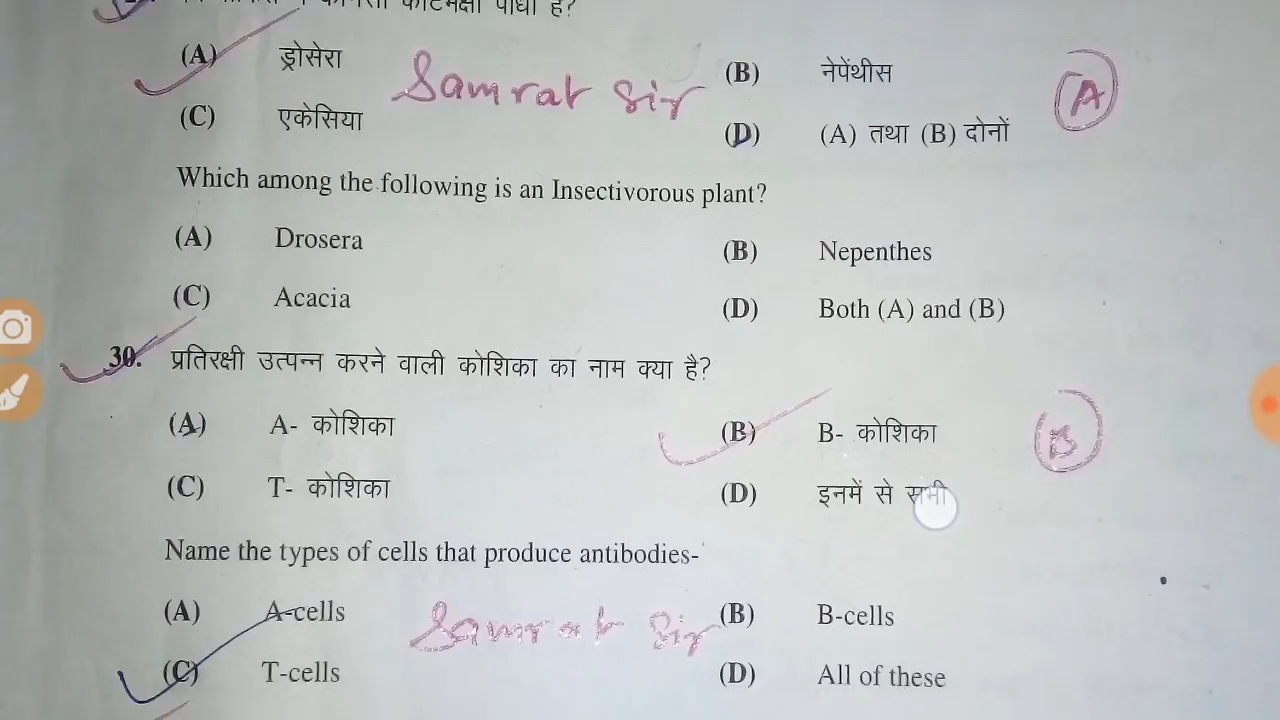 पौधा है?
(A) ड्रोसेरा (B) नेपेंथीस
Samrat Sir
A
(C) एकेसिया (D) (A) तथा (B) दोनों
Which among the following is an Insectivorous plant?
(A) Drosera (B) Nepenthes
(C) Acacia (D) Both (A) and (B)
30. प्रतिरक्षी उत्पन्न करने वाली कोशिका का नाम क्या है?
(A) A- कोशिका (B) B- कोशिका
B
(C) T- कोशिका (D) इनमें से सभी
Name the types of cells that produce antibodies-
(A) A-cells (B) B-cells
Samrat Sir
(C) T-cells (D) All of these